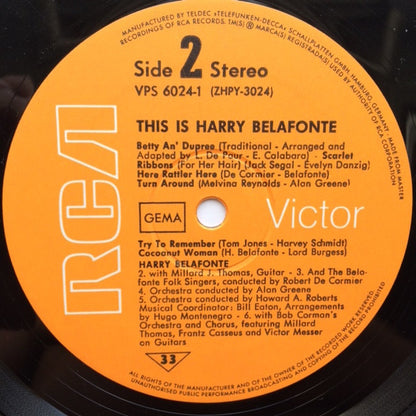 MANUFACTURED BY TELDEC »TELEFUNKEN-DECCA« SCHALLPLATTEN GMBH HAMBURG, GERMANY. MADE FROM MASTER
RECORDINGS OF RCA RECORDS. TM(S) ® MARCA(S) REGISTRADA(S) USED BY AUTHORITY OF RCA CORPORATION
Side 2 Stereo
VPS 6024-1 (ZHPY-3024)
THIS IS HARRY BELAFONTE
Betty An' Dupree (Traditional - Arranged and
Adapted by L. De Paur - E. Calabara) - Scarlet
Ribbons (For Her Hair) (Jack Segal - Evelyn Danzig)
Here Rattler Here (De Cormier - Belafonte)
Turn Around (Melvina Reynolds - Alan Greene)
RCA
GEMA
Victor
Try To Remember (Tom Jones - Harvey Schmidt)
Cocoanut Woman (H. Belafonte - Lord Burgess)
HARRY BELAFONTE
2. with Millard J. Thomas, Guitar - 3. And The Bela-
fonte Folk Singers, conducted by Robert De Cormier
4. Orchestra conducted by Alan Greene
5. Orchestra conducted by Howard A. Roberts
Musical Coordinator: Bill Eaton, Arrangements
by Hugo Montenegro - 6. with Bob Corman's
Orchestra and Chorus, featuring Millard
Thomas, Frantz Casseus and Victor Messer
on Guitars
33
ALL RIGHTS OF THE MANUFACTURER AND OF THE OWNER OF THE RECORDED WORK RESERVED.
UNAUTHORISED PUBLIC PERFORMANCE BROADCASTING AND COPYING OF THE RECORD PROHIBITED